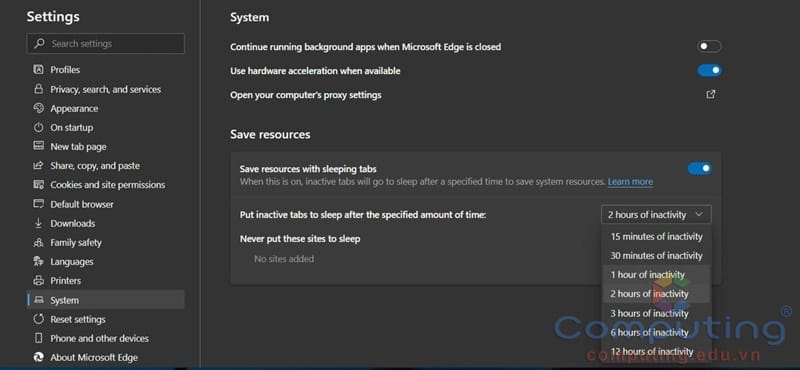 Settings
Search settings
Profiles
Privacy, search, and services
Appearance
On startup
New tab page
Share, copy, and paste
Cookies and site permissions
Default browser
Downloads
Family safety
Languages
Printers
System
Reset settings
Phone and other devices
About Microsoft Edge
System
Continue running background apps when Microsoft Edge is closed
Use hardware acceleration when available
Open your computer's proxy settings
Save resources
Save resources with sleeping tabs
When this is on, inactive tabs will go to sleep after a specified time to save system resources. Learn more
Put inactive tabs to sleep after the specified amount of time:
2 hours of inactivity
Never put these sites to sleep
No sites added
15 minutes of inactivity
30 minutes of inactivity
1 hour of inactivity
2 hours of inactivity
3 hours of inactivity
6 hours of inactivity
12 hours of inactivity
Computing®
computing.edu.vn